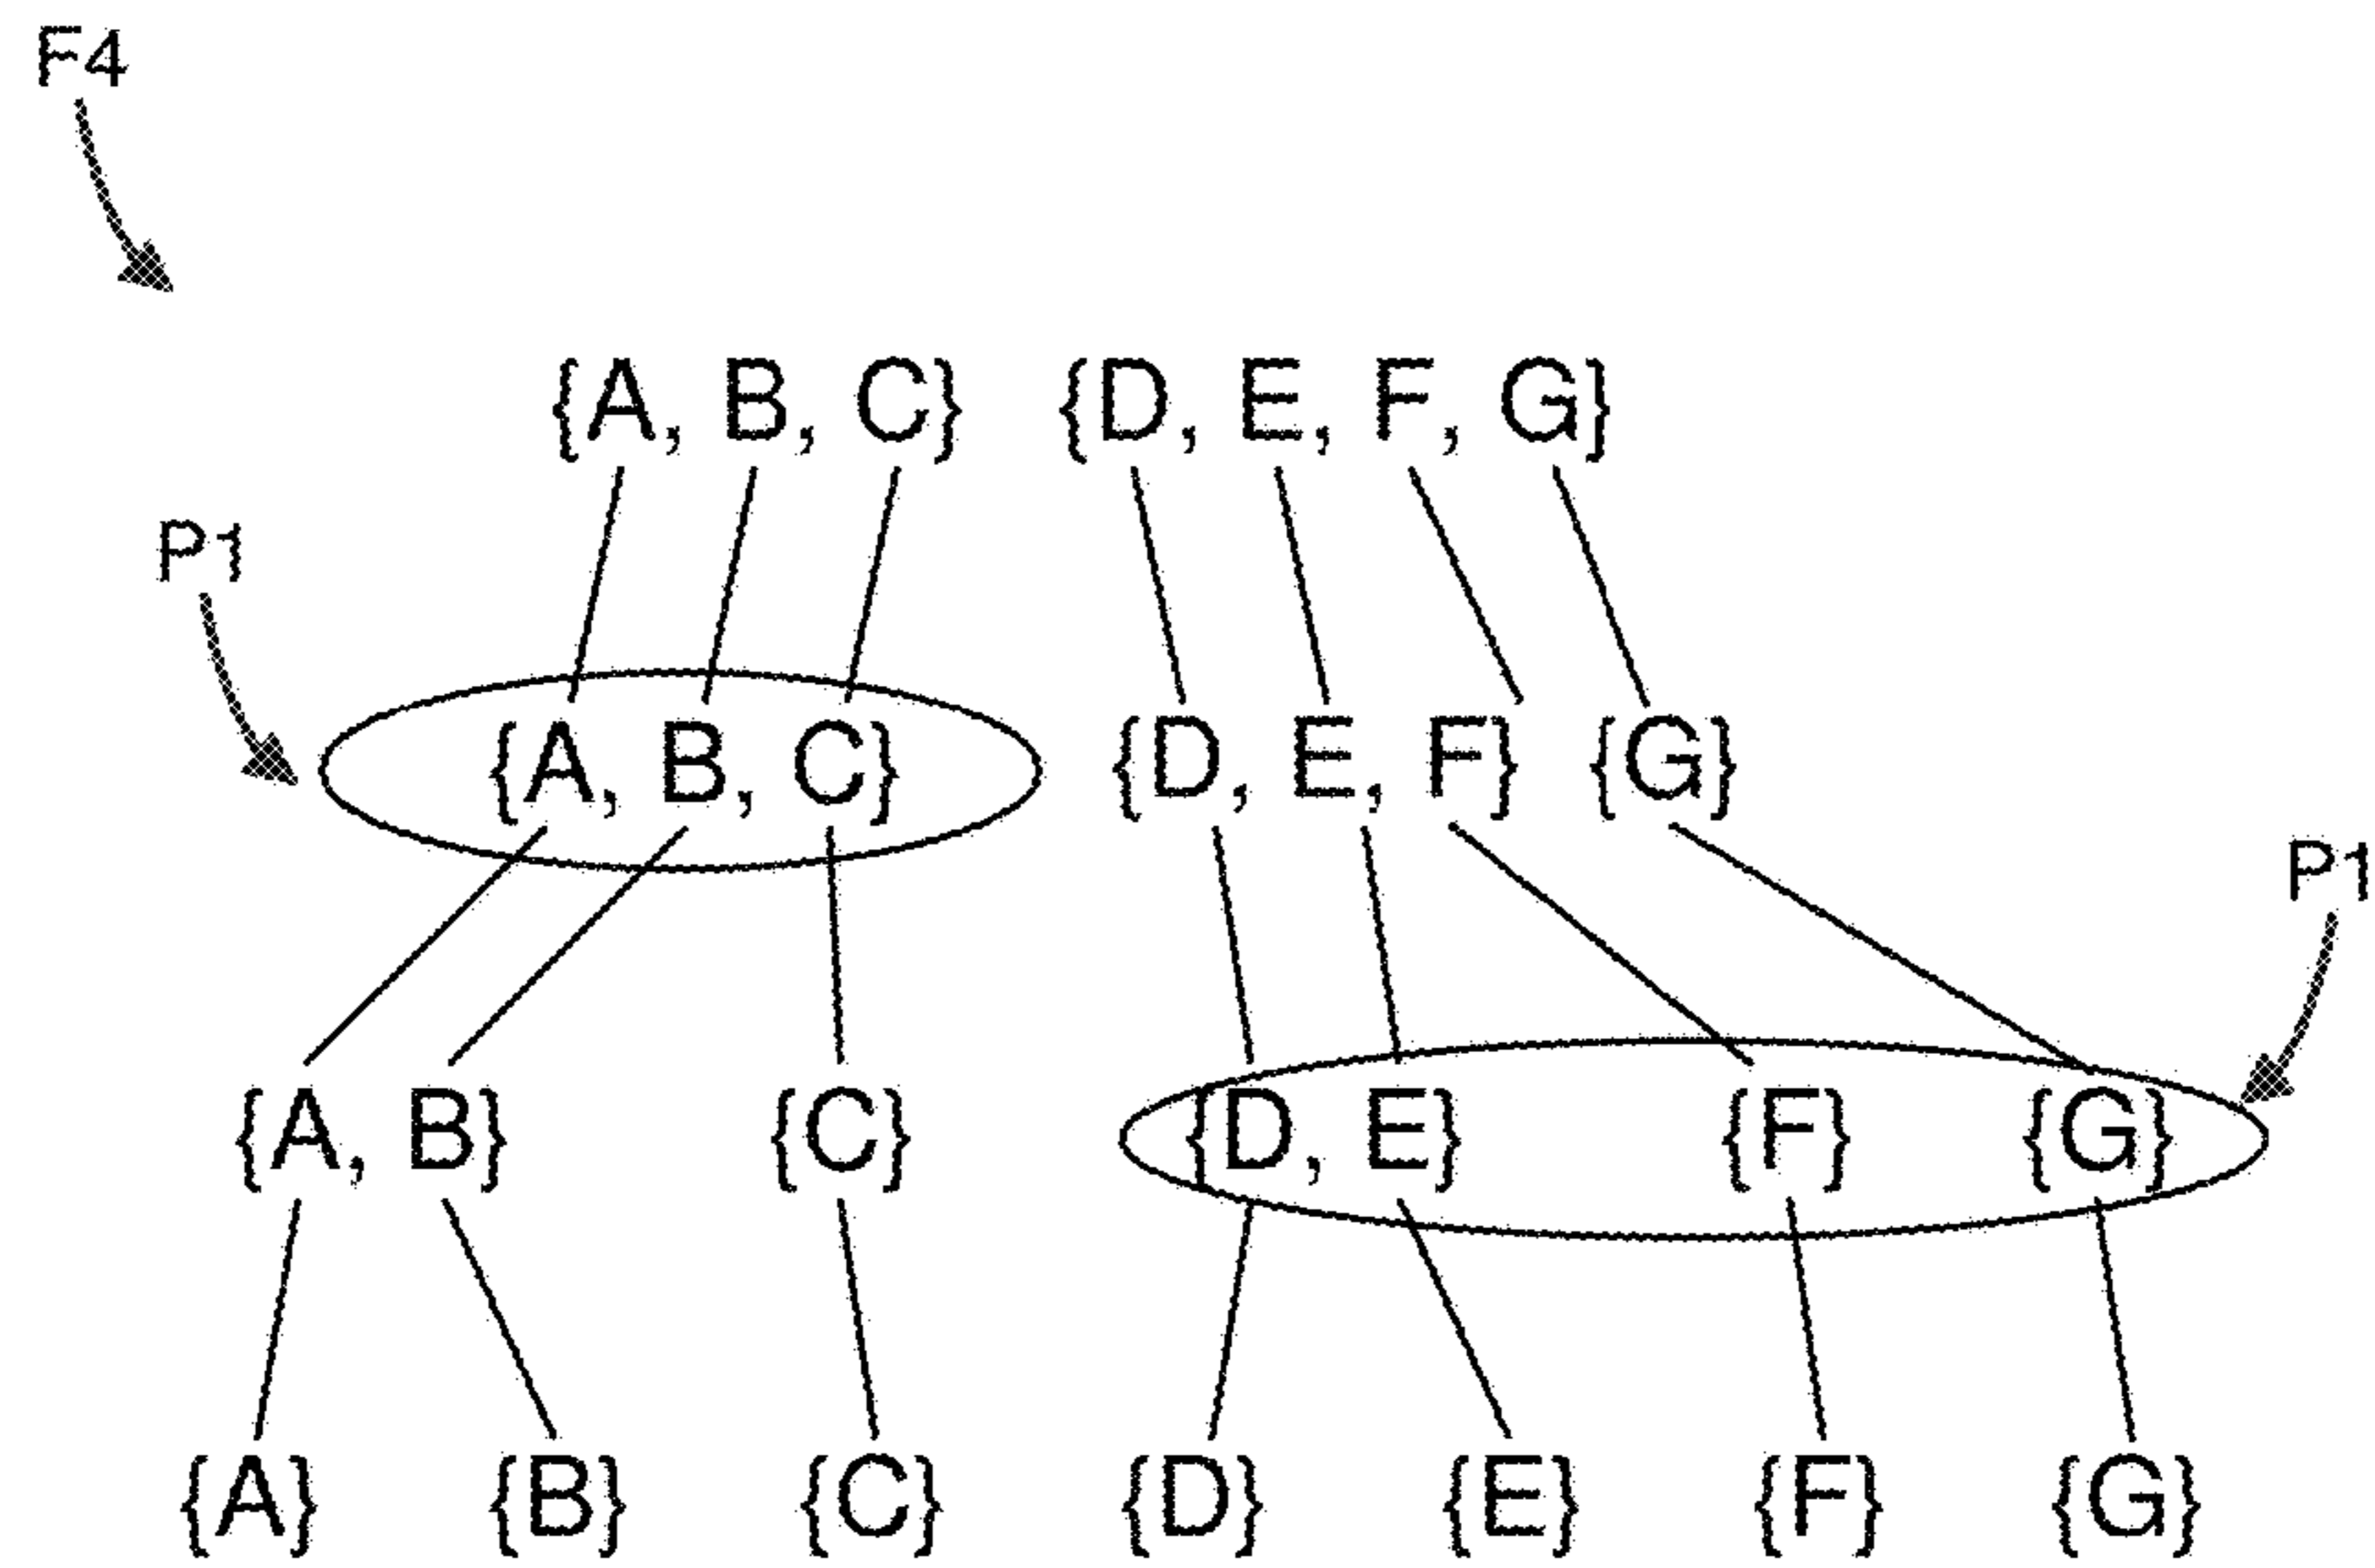 F4
{A, B, C} {D, E, F, G}
P1
{A, B, C} {D, E, F} {G}
P1
{A, B} {C} {D, E} {F} {G}
{A} {B} {C} {D} {E} {F} {G}